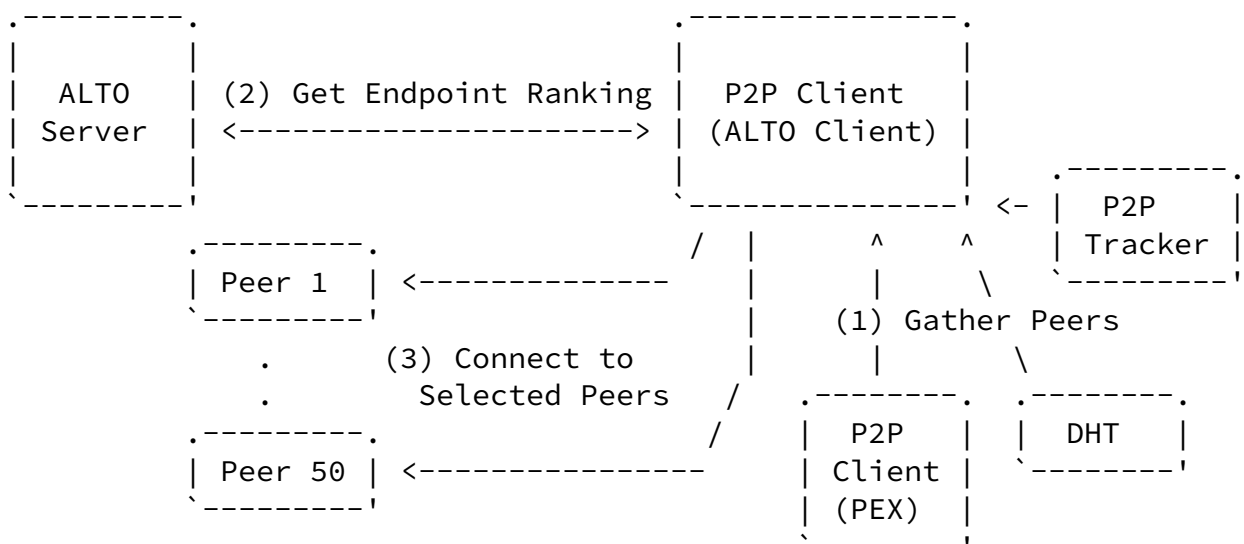 ALTO (2) Get Endpoint Ranking P2P Client
Server (ALTO Client)
P2P
Tracker
Peer 1
(1) Gather Peers
(3) Connect to
Selected Peers
P2P DHT
Peer 50 Client
(PEX)